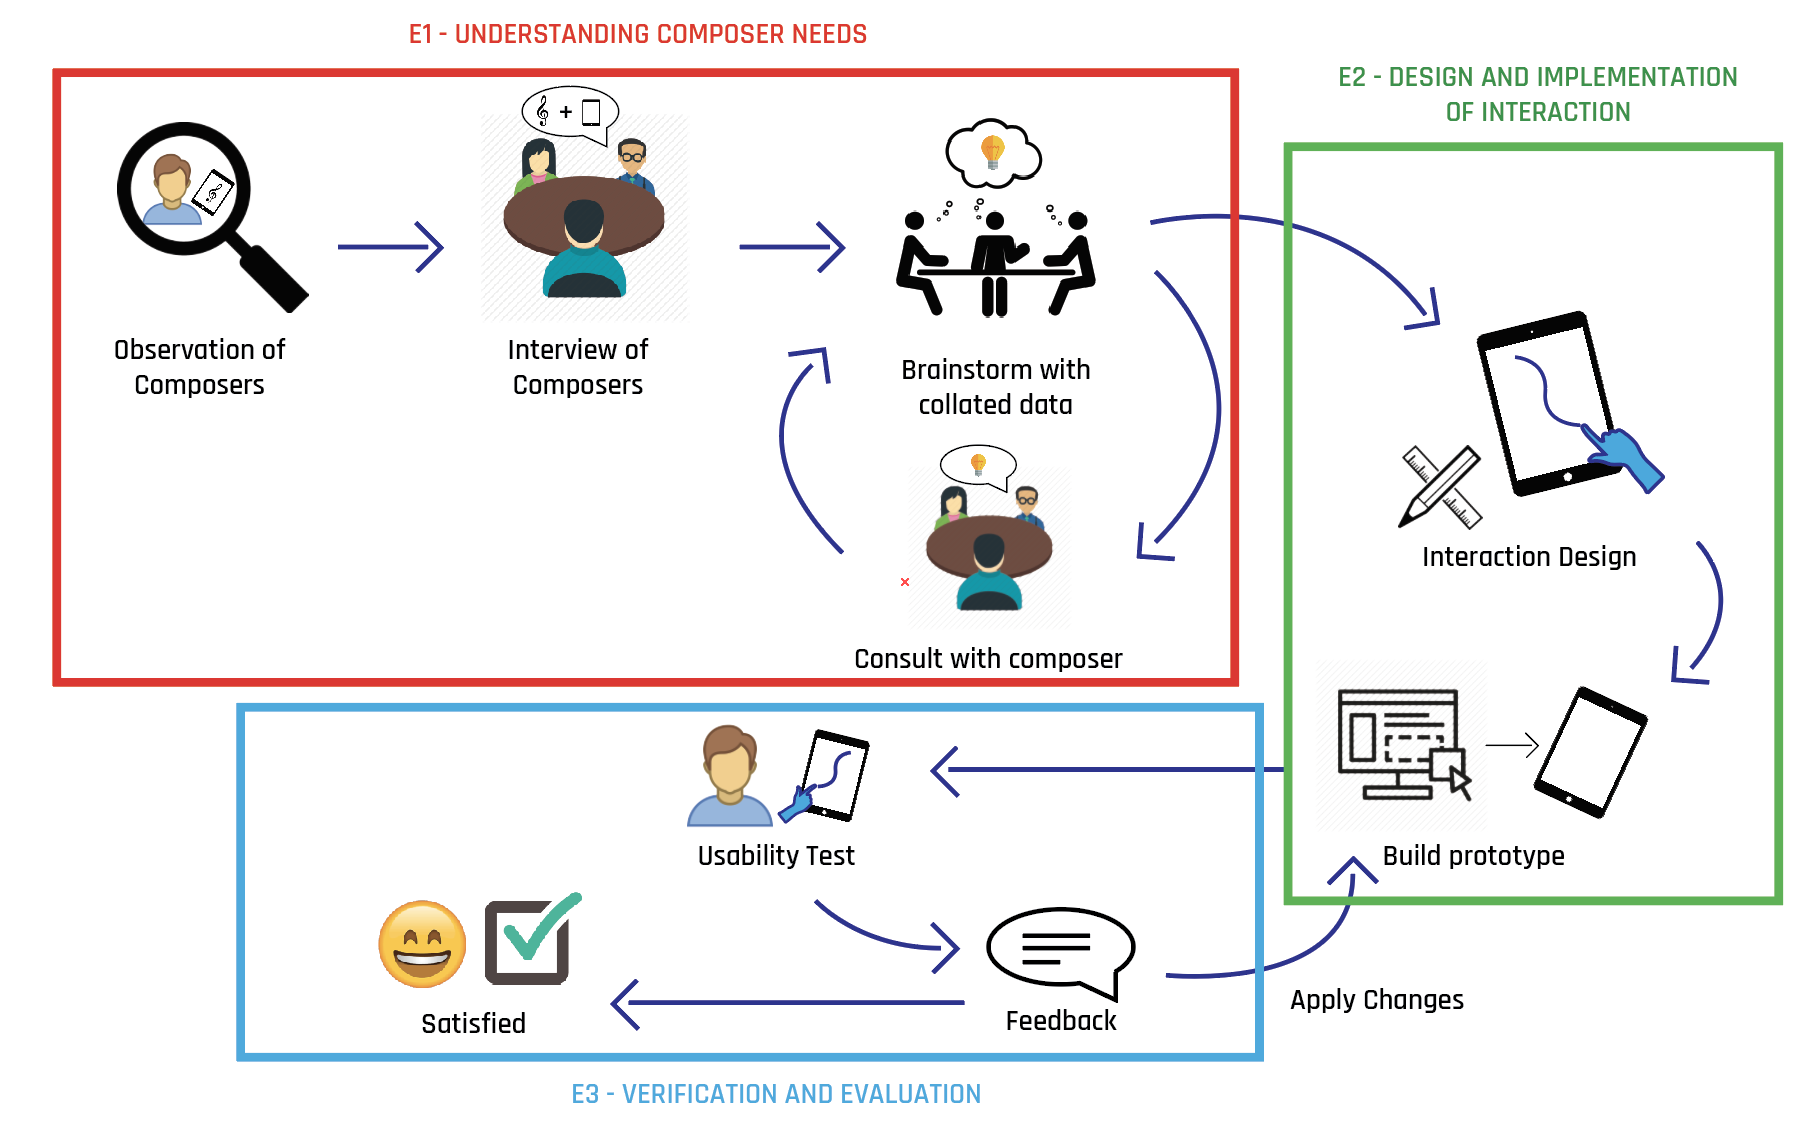 E1 - UNDERSTANDING COMPOSER NEEDS
E2 - DESIGN AND IMPLEMENTATION
OF INTERACTION
Observation of
Composers
Interview of
Composers
Brainstorm with
collated data
Consult with composer
Interaction Design
Build prototype
Usability Test
Feedback
Apply Changes
Satisfied
E3 - VERIFICATION AND EVALUATION